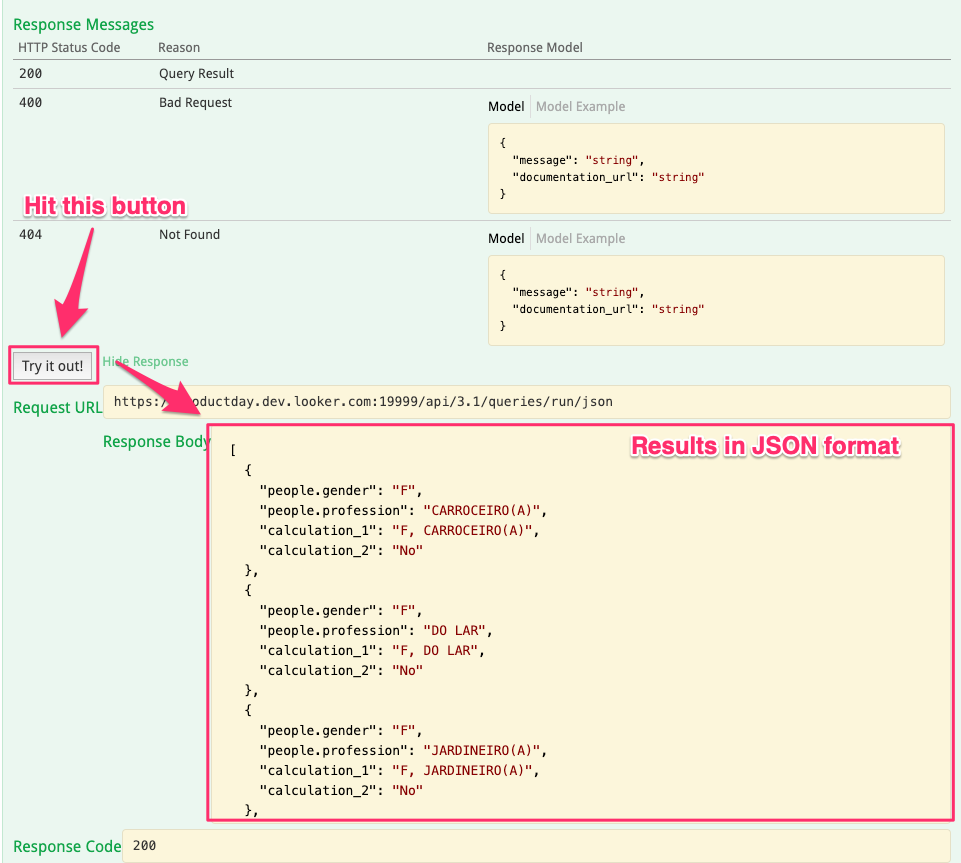 Response Messages
HTTP Status Code Reason Response Model
200 Query Result
400 Bad Request Model Model Example
{
"message": "string",
"documentation_url": "string"
}
Hit this button
404 Not Found Model Model Example
{
"message": "string",
"documentation_url": "string"
}
Try it out! Hide Response
Request URL https:/ roductday.dev.looker.com:19999/api/3.1/queries/run/json
Response Body
Results in JSON format
[
{
"people.gender": "F",
"people.profession": "CARROCEIRO(A)",
"calculation_1": "F, CARROCEIRO(A)",
"calculation_2": "No"
},
{
"people.gender": "F",
"people.profession": "DO LAR",
"calculation_1": "F, DO LAR",
"calculation_2": "No"
},
{
"people.gender": "F",
"people.profession": "JARDINEIRO(A)",
"calculation_1": "F, JARDINEIRO(A)",
"calculation_2": "No"
},
Response Code 200